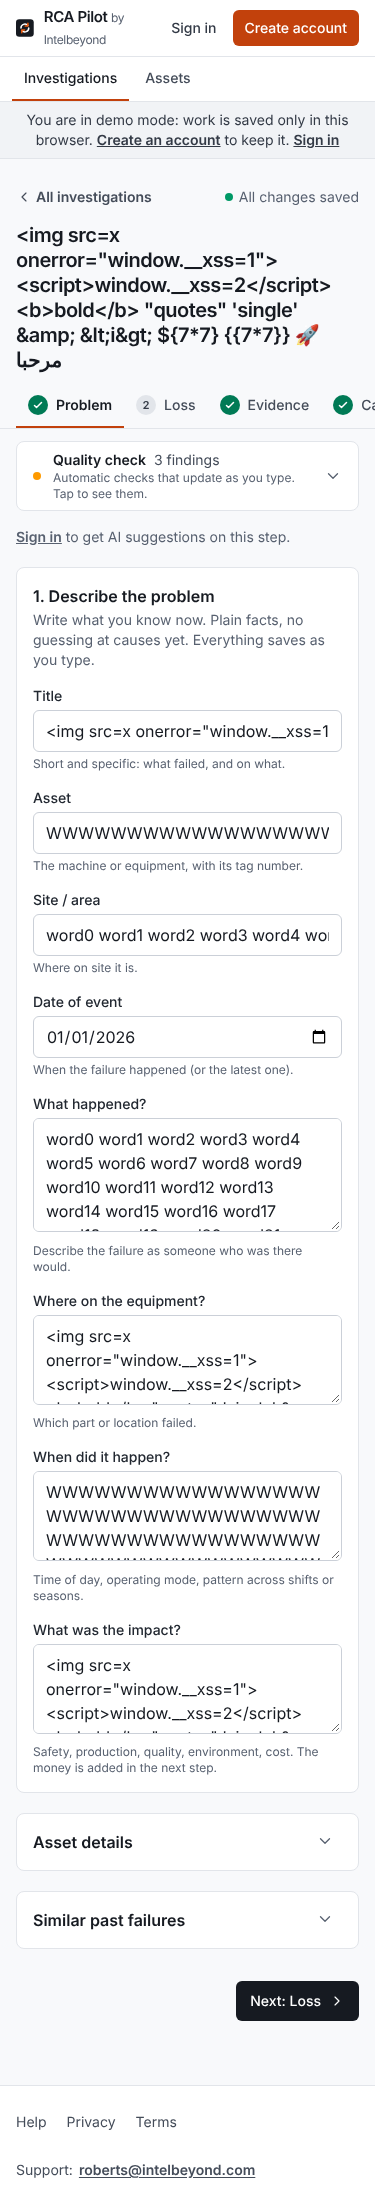 RCA Pilot by Intelbeyond
Sign in
Create account
Investigations
Assets
You are in demo mode: work is saved only in this
browser. Create an account to keep it. Sign in
All investigations
All changes saved
<img src=x
onerror="window.__xss=1">
<script>window.__xss=2</script>
<b>bold</b> "quotes" 'single'
&amp; &lt;i&gt; ${7*7} {{7*7}} 🚀
مرحبا
Problem
2 Loss
Evidence
Ca
Quality check 3 findings
Automatic checks that update as you type.
Tap to see them.
Sign in to get AI suggestions on this step.
1. Describe the problem
Write what you know now. Plain facts, no
guessing at causes yet. Everything saves as
you type.
Title
<img src=x onerror="window.__xss=1
Short and specific: what failed, and on what.
Asset
WWWWWWWWWWWWWWWWWW
The machine or equipment, with its tag number.
Site / area
word0 word1 word2 word3 word4 wor
Where on site it is.
Date of event
01/01/2026
When the failure happened (or the latest one).
What happened?
word0 word1 word2 word3 word4
word5 word6 word7 word8 word9
word10 word11 word12 word13
word14 word15 word16 word17
Describe the failure as someone who was there
would.
Where on the equipment?
<img src=x
onerror="window.__xss=1">
<script>window.__xss=2</script>
Which part or location failed.
When did it happen?
WWWWWWWWWWWWWWWWW
WWWWWWWWWWWWWWWWW
WWWWWWWWWWWWWWWWW
Time of day, operating mode, pattern across shifts or
seasons.
What was the impact?
<img src=x
onerror="window.__xss=1">
<script>window.__xss=2</script>
Safety, production, quality, environment, cost. The
money is added in the next step.
Asset details
Similar past failures
Next: Loss
Help
Privacy
Terms
Support: roberts@intelbeyond.com